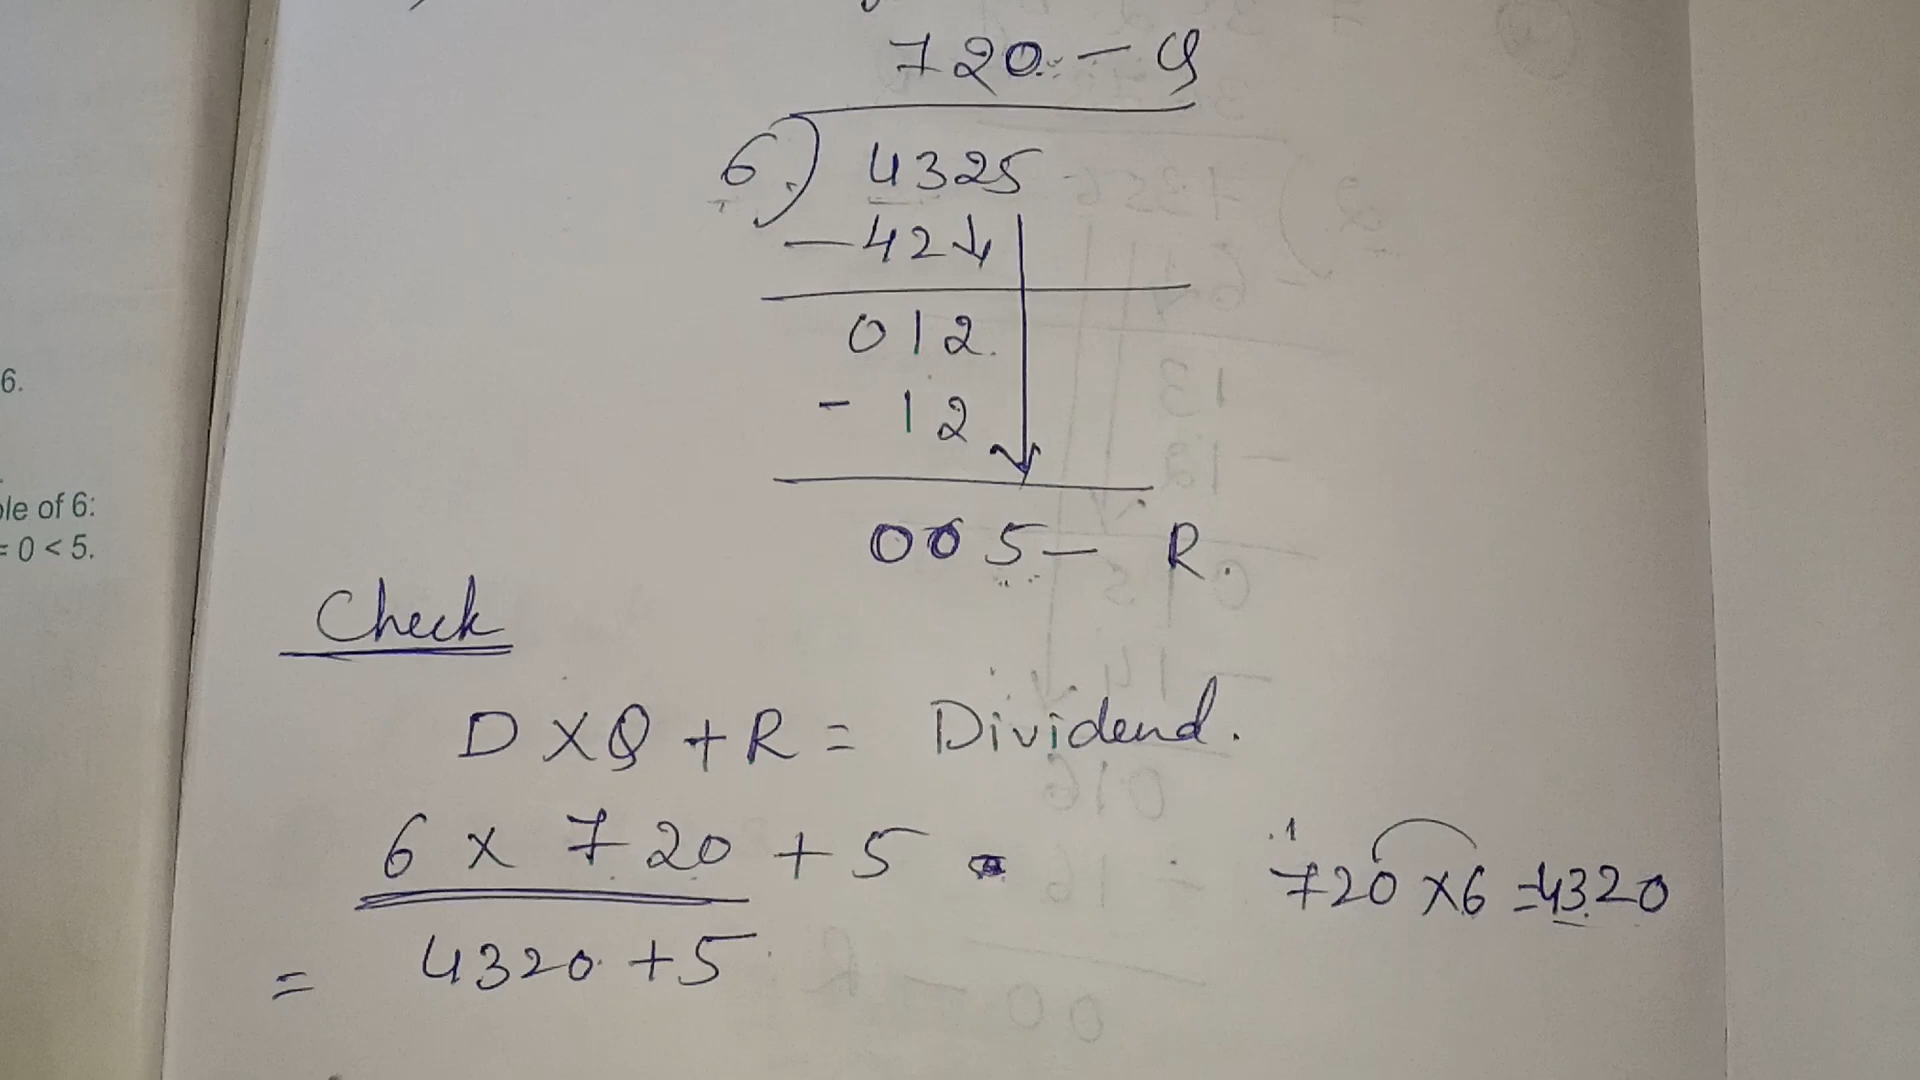 720 - Q
6) 4325
- 42↓
012
- 12
005 - R.
6.
of 6:
= 0 < 5.
Check
D X Q + R = Dividend.
6 x 720 + 5
720 X 6 = 4320
= 4320 + 5